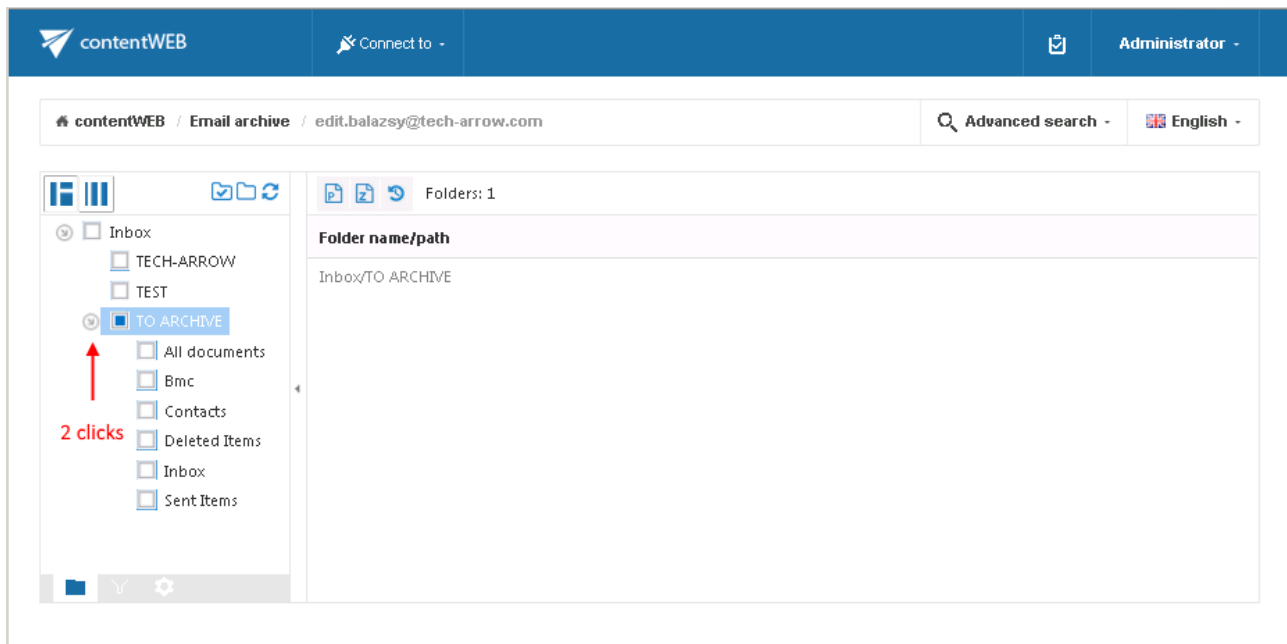 contentWEB
Connect to
Administrator
contentWEB / Email archive / edit.balazsy@tech-arrow.com
Advanced search
English
Folders: 1
Folder name/path
Inbox/TO ARCHIVE
Inbox
TECH-ARROW
TEST
TO ARCHIVE
All documents
Bmc
Contacts
2 clicks
Deleted Items
Inbox
Sent Items